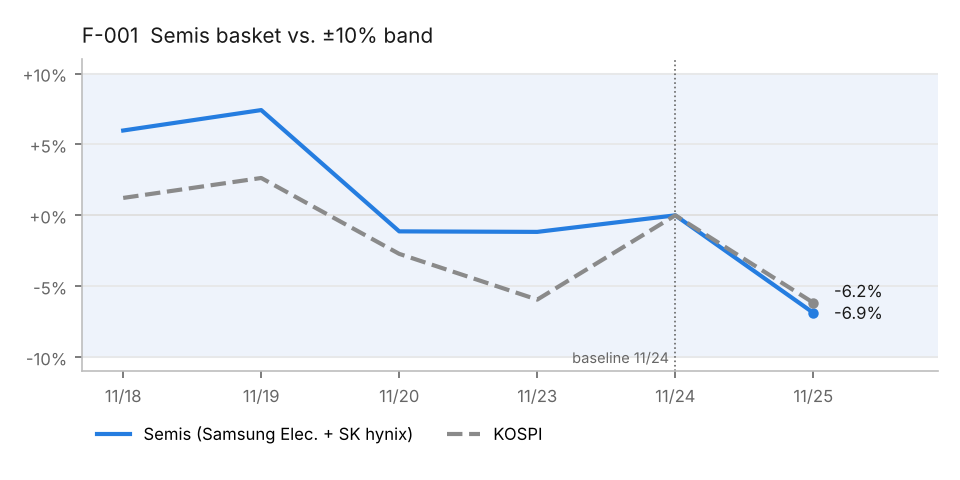 F-001 Semis basket vs. ±10% band
+10%
+5%
+0%
-5%
-10%
-6.2%
-6.9%
baseline 11/24
11/18 11/19 11/20 11/23 11/24 11/25
Semis (Samsung Elec. + SK hynix) KOSPI